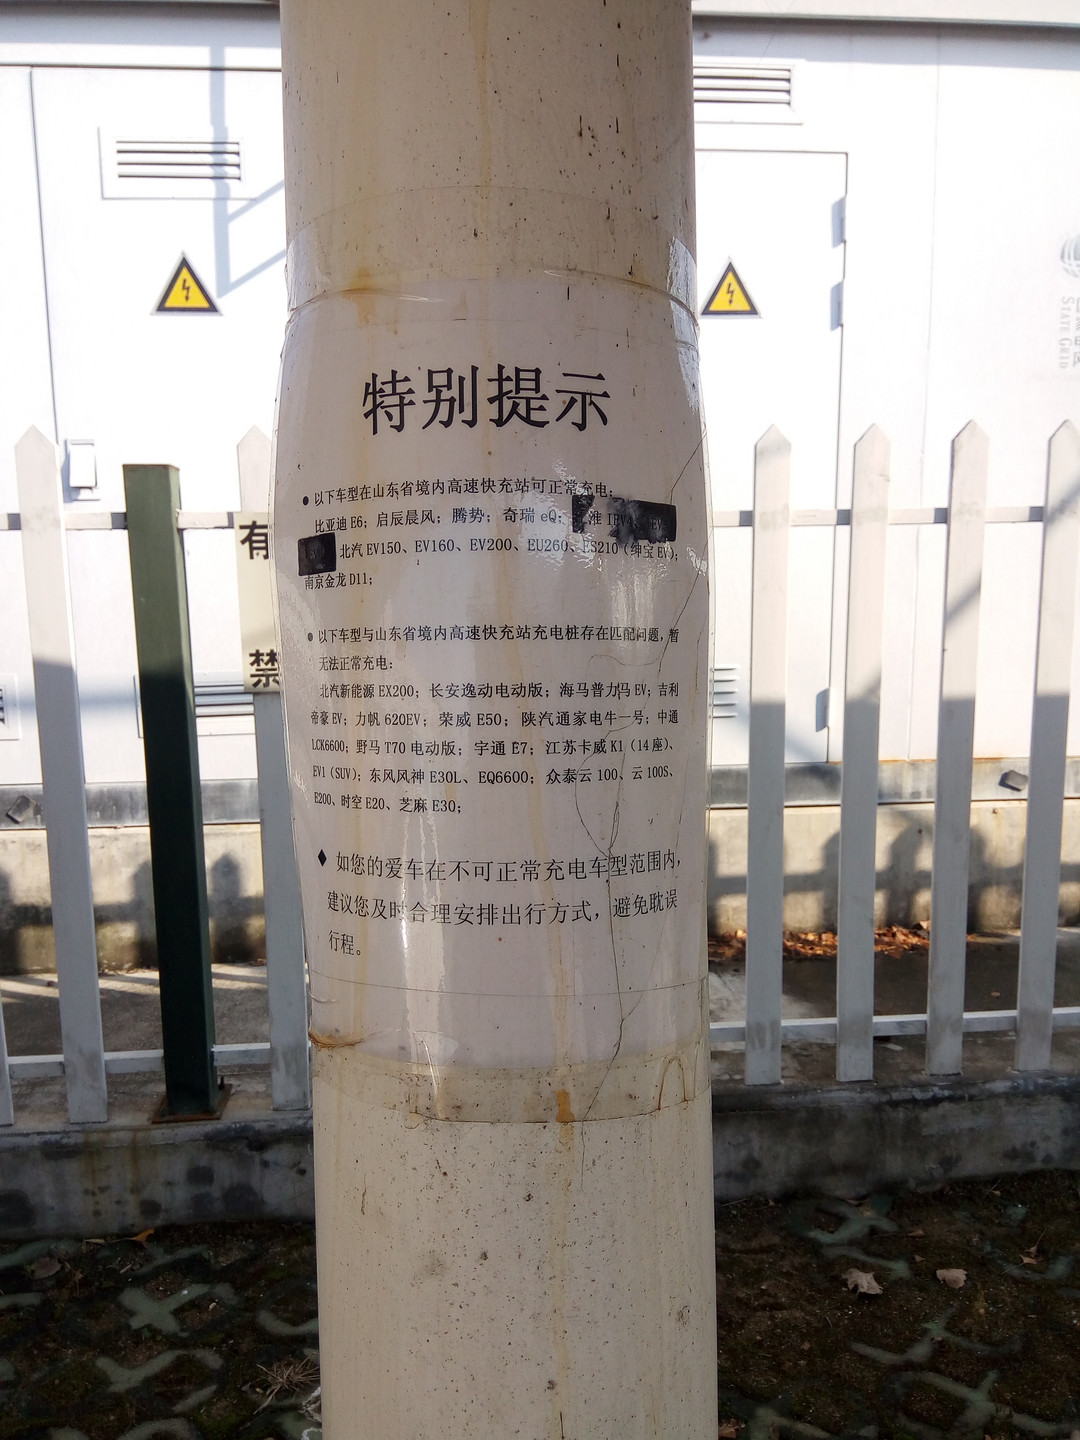 特别提示
● 以下车型在山东省境内高速快充站可正常充电：
比亚迪 E6；启辰晨风；腾势；奇瑞 eQ；淮 IEV4、EV
北汽 EV150、EV160、EV200、EU260、ES210（绅宝 EV）；
南京金龙 D11；
● 以下车型与山东省境内高速快充站充电桩存在匹配问题，暂
无法正常充电：
北汽新能源 EX200；长安逸动电动版；海马普力马 EV；吉利
帝豪 EV；力帆 620EV；荣威 E50；陕汽通家电牛一号；中通
LCK6600；野马 T70 电动版；宇通 E7；江苏卡威 K1（14 座）、
EV1（SUV）；东风风神 E30L、EQ6600；众泰云 100、云 100S、
E200、时空 E20、芝麻 E30；
◆ 如您的爱车在不可正常充电车型范围内，
建议您及时合理安排出行方式，避免耽误
行程。
有
禁
STATE GRID